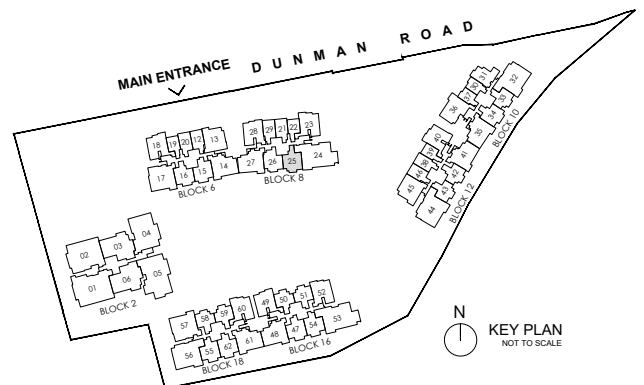 DUNMAN ROAD
MAIN ENTRANCE
18 19 20 12 13
28 29 21 22 23
17 16 15 14 27 26 25 24
BLOCK 6
BLOCK 8
37 30 31 32
36 33
34
35
BLOCK 10
40
39
38 41
46 42
45 43
44
BLOCK 12
04
03
02
01 06 05
BLOCK 2
57 58 59 60 49 50 51 52
56 55 62 61 48 47 54 53
BLOCK 18
BLOCK 16
N
KEY PLAN
NOT TO SCALE